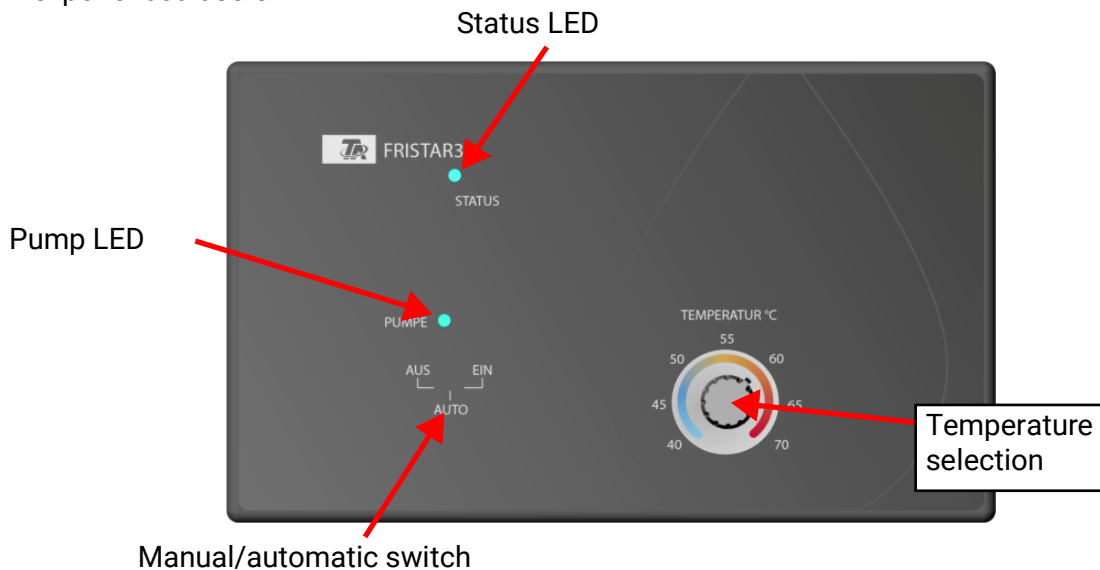 Status LED
TA FRISTAR3
STATUS
Pump LED
PUMPE
TEMPERATUR °C
55
50 60
AUS EIN
45 65
AUTO
40 70
Temperature
selection
Manual/automatic switch